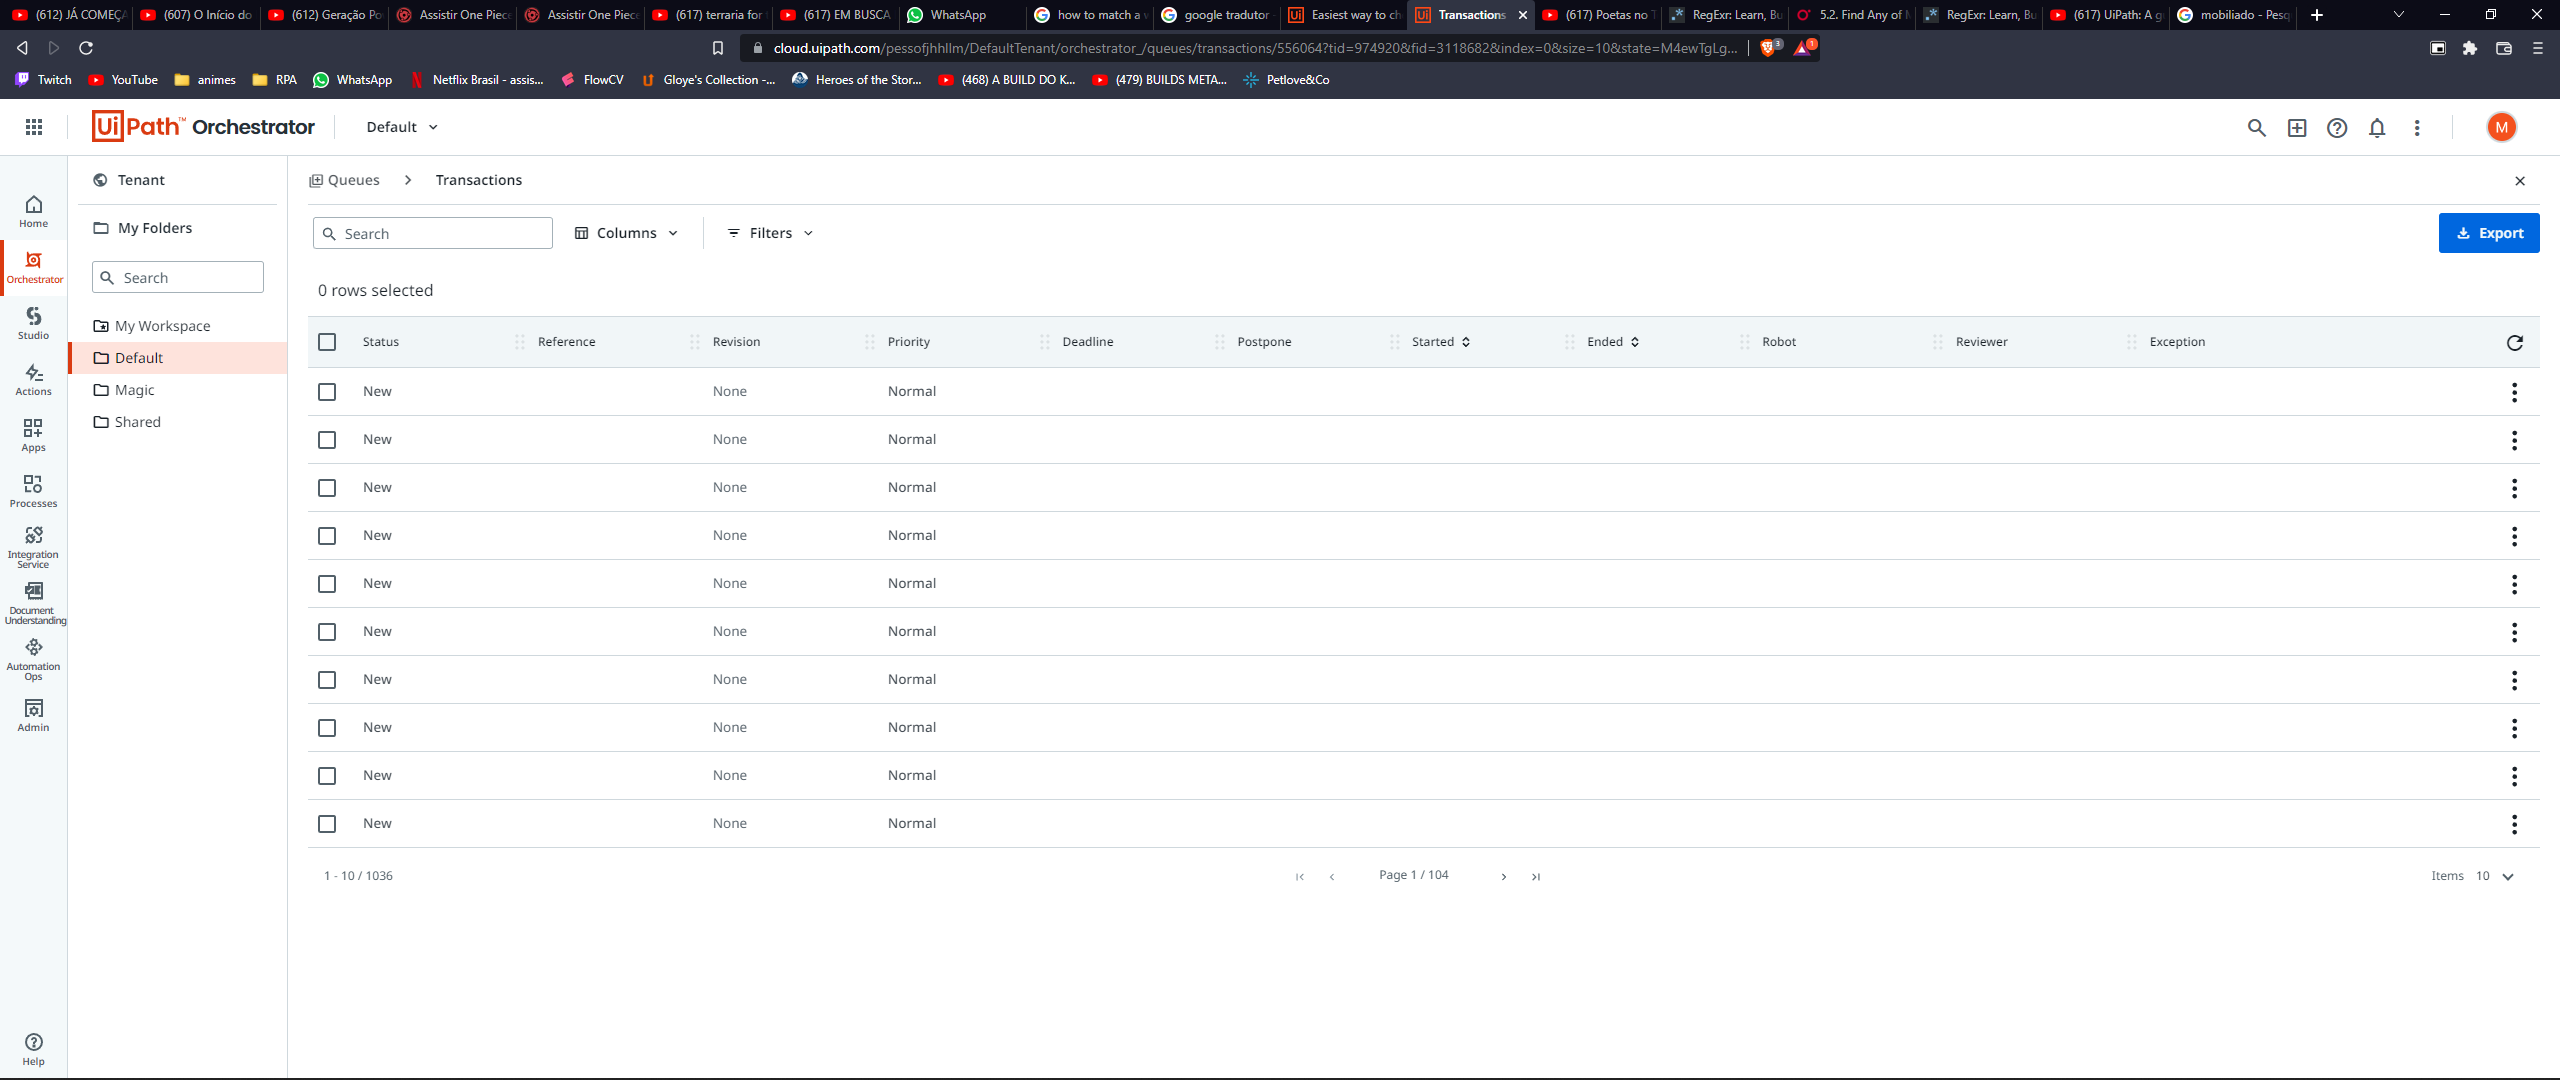 (612) JÁ COMEÇA
(607) O Início do
(612) Geração Po
Assistir One Piece
Assistir One Piece
(617) terraria for
(617) EM BUSCA
WhatsApp
how to match a w
google tradutor
Easiest way to ch
Transactions
(617) Poetas no T
RegExr: Learn, Bu
5.2. Find Any of M
RegExr: Learn, Bu
(617) UiPath: A g
mobiliado - Pesq
cloud.uipath.com/pessofjhhllm/DefaultTenant/orchestrator_/queues/transactions/556064?tid=974920&fid=3118682&index=0&size=10&state=M4ewTgLg...
3
1
Twitch
YouTube
animes
RPA
WhatsApp
Netflix Brasil - assis...
FlowCV
Gloye's Collection -...
Heroes of the Stor...
(468) A BUILD DO K...
(479) BUILDS META...
Petlove&Co
UiPath™ Orchestrator
Default
M
Home
Orchestrator
Studio
Actions
Apps
Processes
Integration
Service
Document
Understanding
Automation
Ops
Admin
Help
Tenant
My Folders
Search
My Workspace
Default
Magic
Shared
Queues > Transactions
Search
Columns
Filters
Export
0 rows selected
Status Reference Revision Priority Deadline Postpone Started Ended Robot Reviewer Exception
New None Normal
New None Normal
New None Normal
New None Normal
New None Normal
New None Normal
New None Normal
New None Normal
New None Normal
New None Normal
1 - 10 / 1036
Page 1 / 104
Items 10